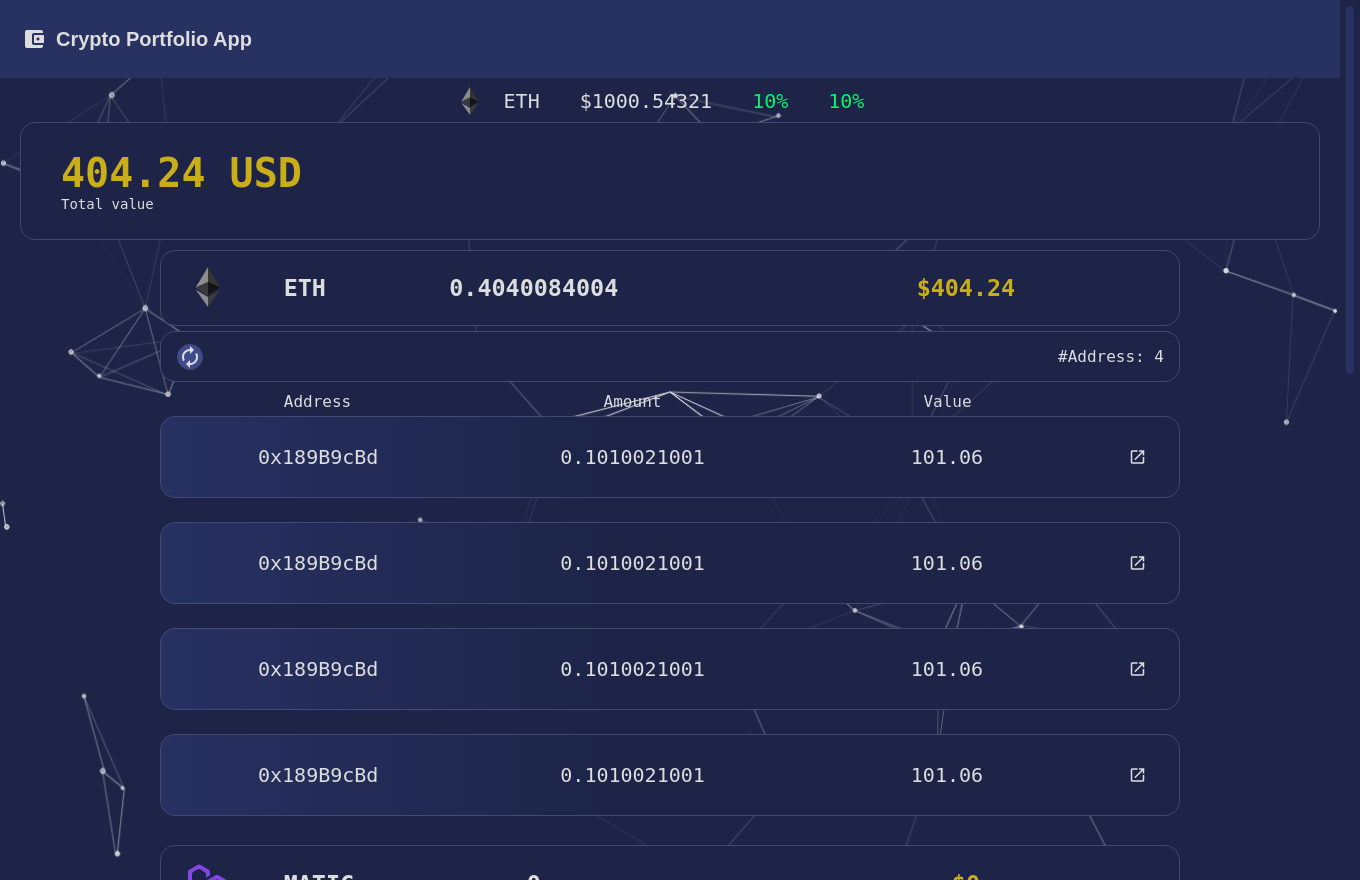 Crypto Portfolio App
ETH $1000.54321 10% 10%
404.24 USD
Total value
ETH 0.4040084004 $404.24
#Address: 4
Address Amount Value
0x189B9cBd 0.1010021001 101.06
0x189B9cBd 0.1010021001 101.06
0x189B9cBd 0.1010021001 101.06
0x189B9cBd 0.1010021001 101.06
MATIC 0 $0